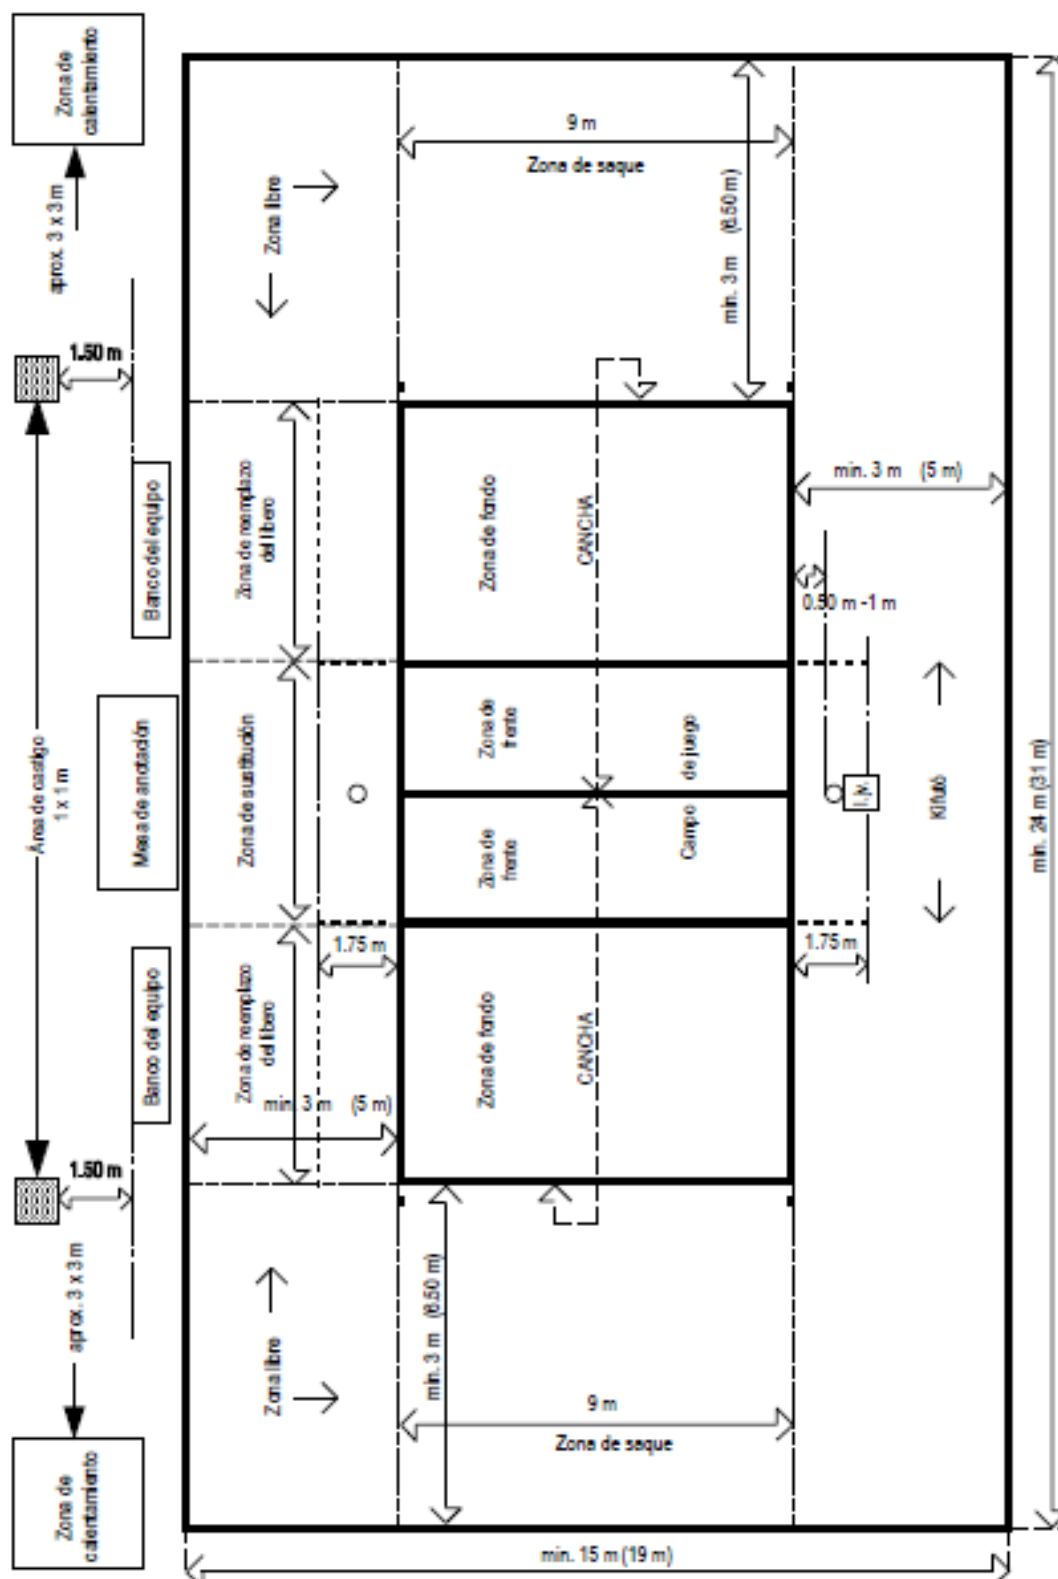 Zona de
calentamiento
aprox. 3 x 3 m
1.50 m
Área de castigo
1 x 1 m
1.50 m
aprox. 3 x 3 m
Zona de
calentamiento
Banco del equipo
Mesa de anotación
Banco del equipo
Zona libre
Zona de reemplazo
del líbero
Zona de sustitución
Zona de reemplazo
del líbero
1.75 m
min. 3 m (5 m)
Zona libre
9 m
Zona de saque
min. 3 m (6.50 m)
Zona de fondo
CANCHA
Zona de
frente
de juego
Zona de
frente
Campo
Zona de fondo
CANCHA
min. 3 m (6.50 m)
9 m
Zona de saque
min. 3 m (5 m)
0.50 m -1 m
I. jv.
Kifutó
1.75 m
min. 24 m (31 m)
min. 15 m (19 m)